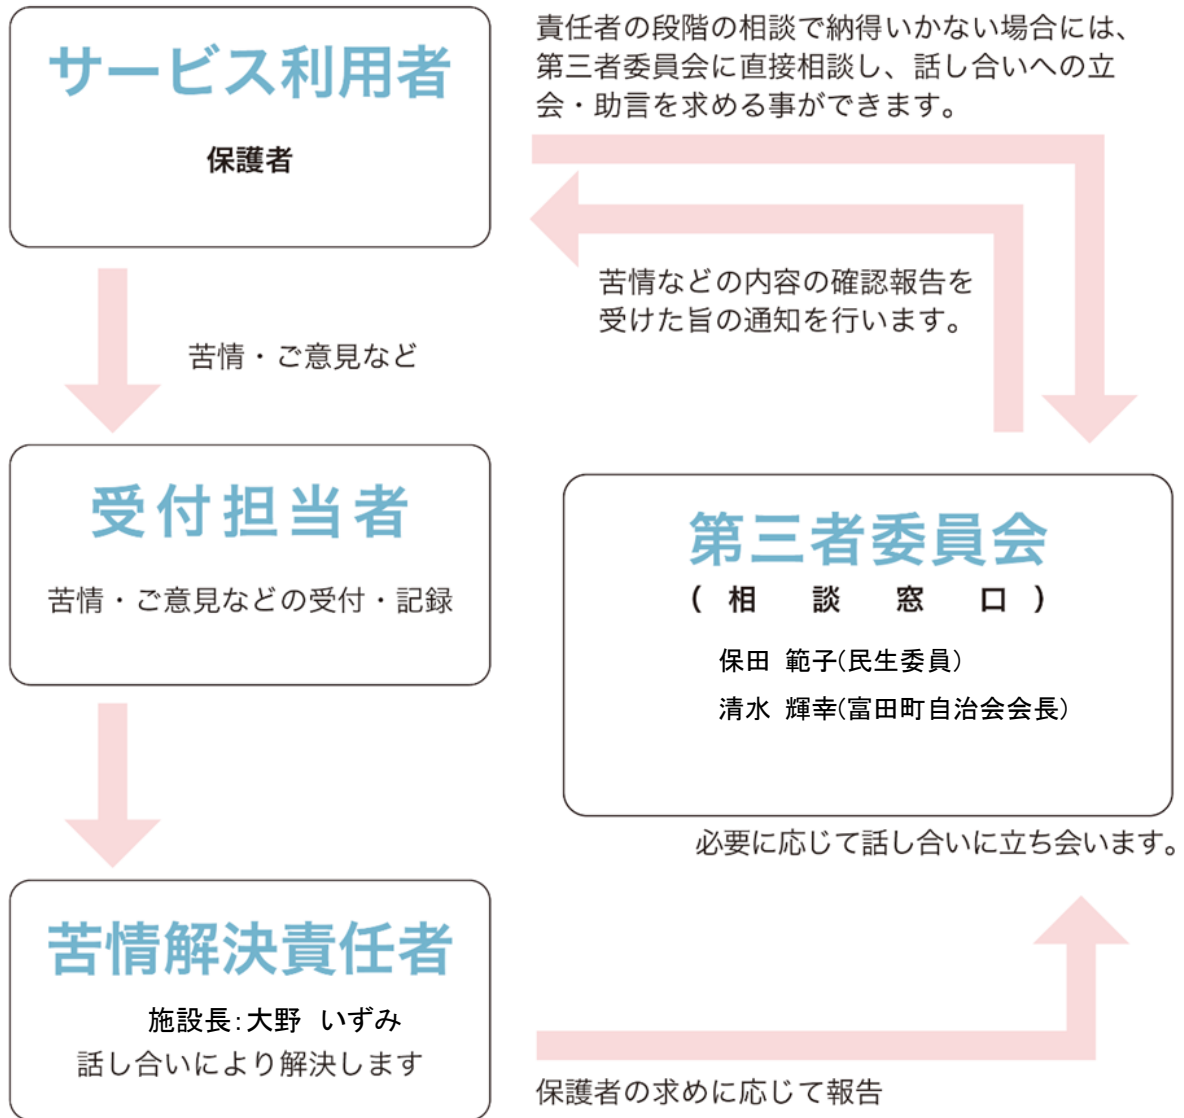 サービス利用者
保護者
責任者の段階の相談で納得いかない場合には、
第三者委員会に直接相談し、話し合いへの立
会・助言を求める事ができます。
苦情などの内容の確認報告を
受けた旨の通知を行います。
苦情・ご意見など
受付担当者
苦情・ご意見などの受付・記録
第三者委員会
(相談窓口)
保田 範子(民生委員)
清水 輝幸(富田町自治会会長)
必要に応じて話し合いに立ち会います。
苦情解決責任者
施設長:大野 いずみ
話し合いにより解決します
保護者の求めに応じて報告